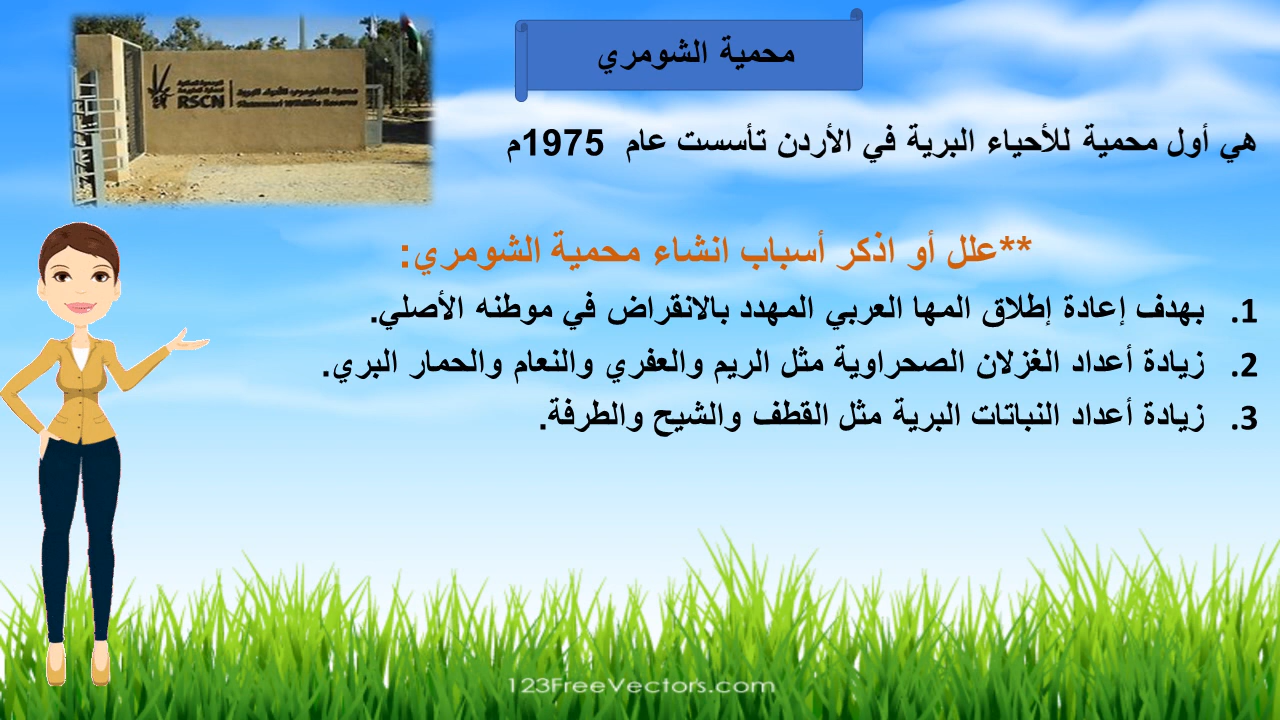 محمية الشومري
RSCN
هي أول محمية للأحياء البرية في الأردن تأسست عام 1975م
**علل أو اذكر أسباب انشاء محمية الشومري:
1. بهدف إعادة إطلاق المها العربي المهدد بالانقراض في موطنه الأصلي.
2. زيادة أعداد الغزلان الصحراوية مثل الريم والعفري والنعام والحمار البري.
3. زيادة أعداد النباتات البرية مثل القطف والشيح والطرفة.
123FreeVectors.com